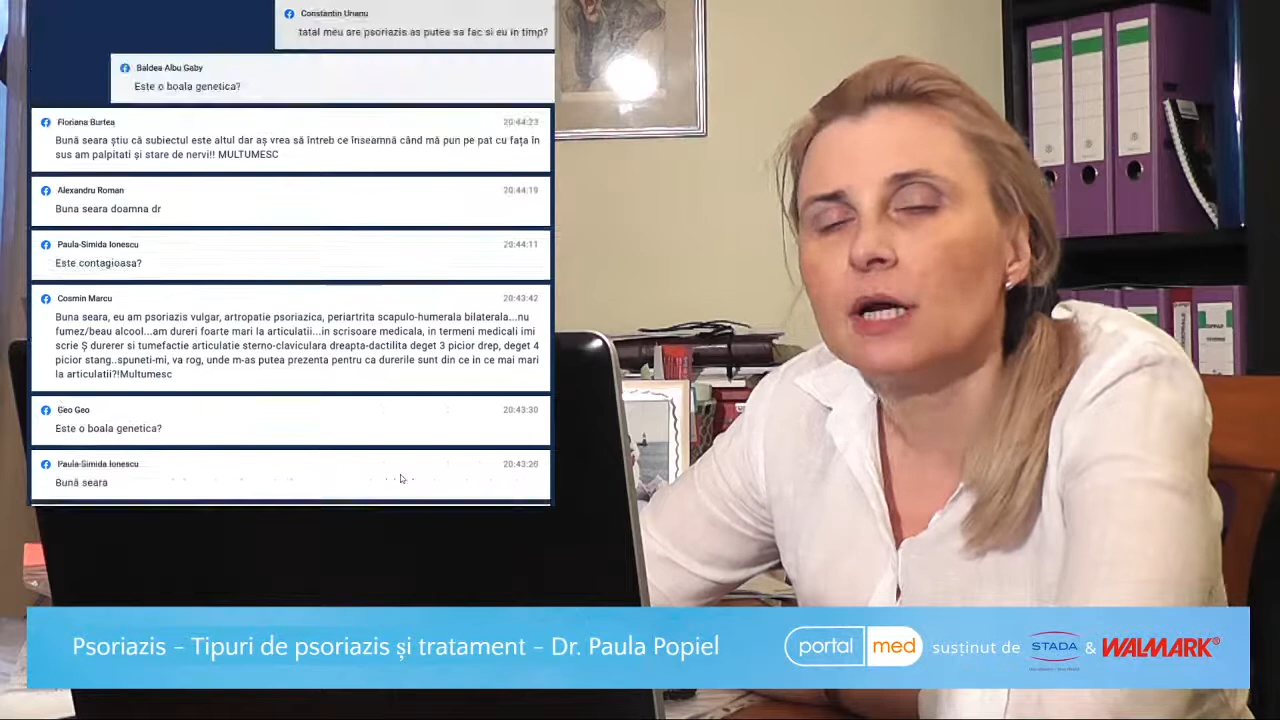 Constantin Unanu
tatal meu are psoriazis as putea sa fac si eu in timp?
Baldea Albu Gaby
Este o boala genetica?
Floriana Burtea 20:44:23
Bună seara știu că subiectul este altul dar aș vrea să întreb ce înseamnă când mă pun pe pat cu fața în
sus am palpitati și stare de nervi!! MULTUMESC
Alexandru Roman 20:44:19
Buna seara doamna dr
Paula-Simida Ionescu 20:44:11
Este contagioasa?
Cosmin Marcu 20:43:42
Buna seara, eu am psoriazis vulgar, artropatie psoriazica, periartrita scapulo-humerala bilaterala...nu
fumez/beau alcool...am dureri foarte mari la articulatii...in scrisoare medicala, in termeni medicali imi
scrie Ș durerer si tumefactie articulatie sterno-claviculara dreapta-dactilita deget 3 picior drep, deget 4
picior stang..spuneti-mi, va rog, unde m-as putea prezenta pentru ca durerile sunt din ce in ce mai mari
la articulatii?!Multumesc
Geo Geo 20:43:30
Este o boala genetica?
Paula-Simida Ionescu 20:43:26
Bună seara
Psoriazis – Tipuri de psoriazis și tratament – Dr. Paula Popiel
portal med susținut de STADA & WALMARK®